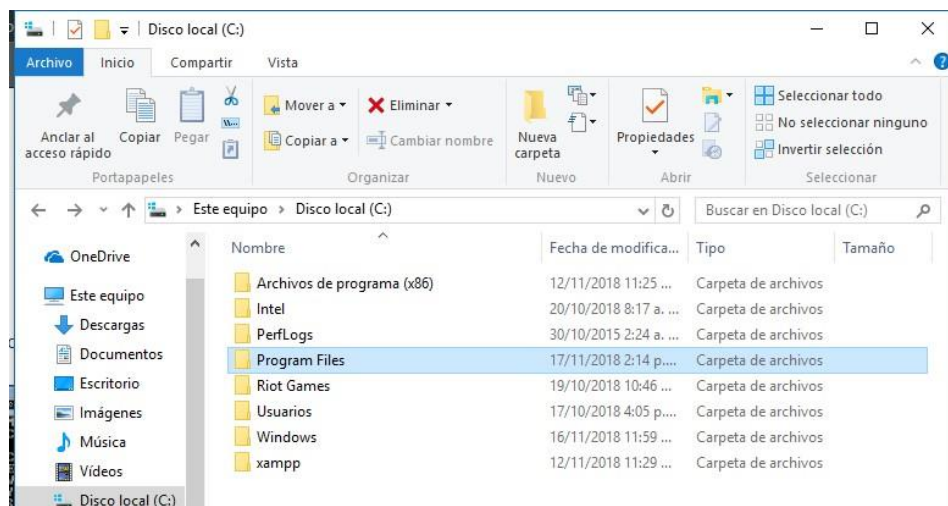 Disco local (C:)
Archivo Inicio Compartir Vista
Anclar al acceso rápido
Copiar
Pegar
Mover a
Copiar a
Eliminar
Cambiar nombre
Nueva carpeta
Propiedades
Seleccionar todo
No seleccionar ninguno
Invertir selección
Portapapeles Organizar Nuevo Abrir Seleccionar
Este equipo > Disco local (C:) Buscar en Disco local (C:)
OneDrive
Este equipo
Descargas
Documentos
Escritorio
Imágenes
Música
Vídeos
Disco local (C:)
Nombre Fecha de modifica... Tipo Tamaño
Archivos de programa (x86) 12/11/2018 11:25 ... Carpeta de archivos
Intel 20/10/2018 8:17 a. ... Carpeta de archivos
PerfLogs 30/10/2015 2:24 a. ... Carpeta de archivos
Program Files 17/11/2018 2:14 p.... Carpeta de archivos
Riot Games 19/10/2018 10:46 ... Carpeta de archivos
Usuarios 17/10/2018 4:05 p.... Carpeta de archivos
Windows 16/11/2018 11:59 ... Carpeta de archivos
xampp 12/11/2018 11:29 ... Carpeta de archivos